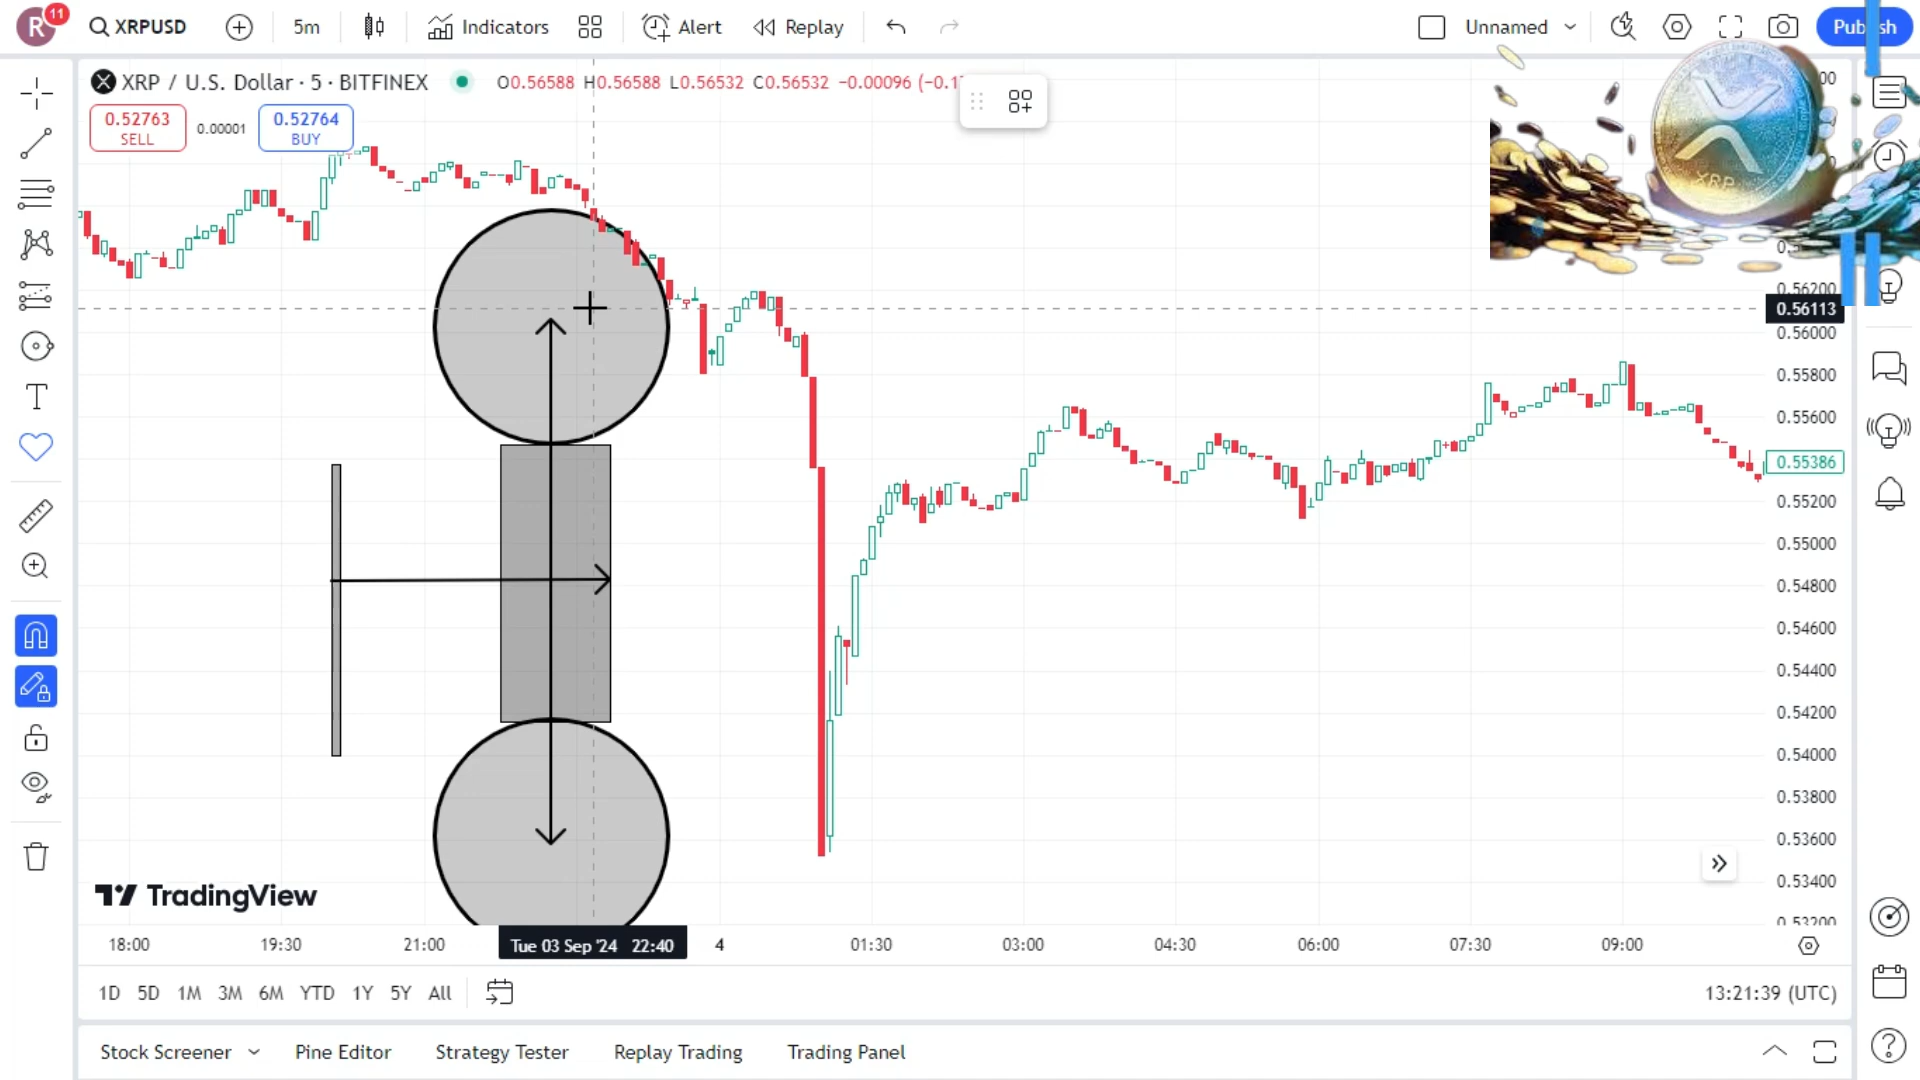 R 11 XRPUSD 5m Indicators Alert Replay Unnamed Publish
XRP / U.S. Dollar · 5 · BITFINEX O0.56588 H0.56588 L0.56532 C0.56532 −0.00096
0.52763 SELL 0.00001 0.52764 BUY
XRP
0.56200
0.56113
0.56000
0.55800
0.55600
0.55386
0.55200
0.55000
0.54800
0.54600
0.54400
0.54200
0.54000
0.53800
0.53600
0.53400
0.53200
TradingView
18:00 19:30 21:00 Tue 03 Sep '24 22:40 4 01:30 03:00 04:30 06:00 07:30 09:00
1D 5D 1M 3M 6M YTD 1Y 5Y All 13:21:39 (UTC)
Stock Screener Pine Editor Strategy Tester Replay Trading Trading Panel